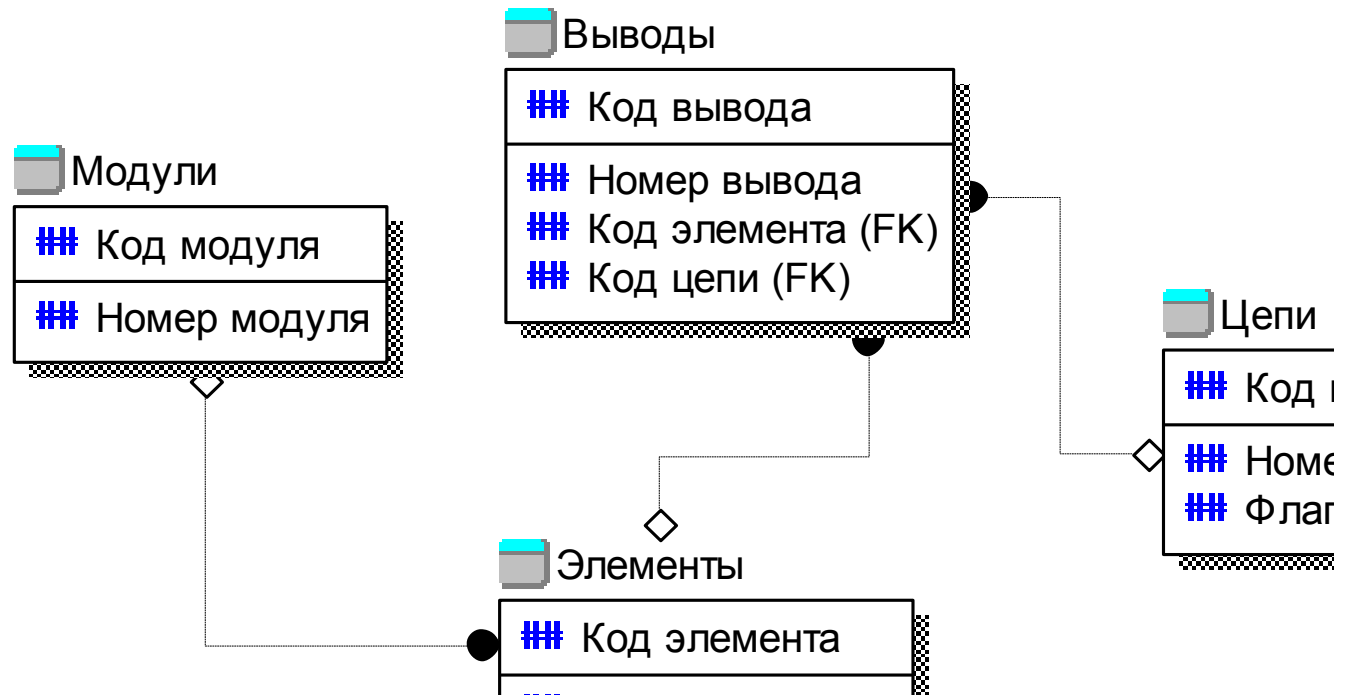 Выводы
Код вывода
Номер вывода
Код элемента (FK)
Код цепи (FK)
Модули
Код модуля
Номер модуля
Цепи
Код
Элементы
Код элемента